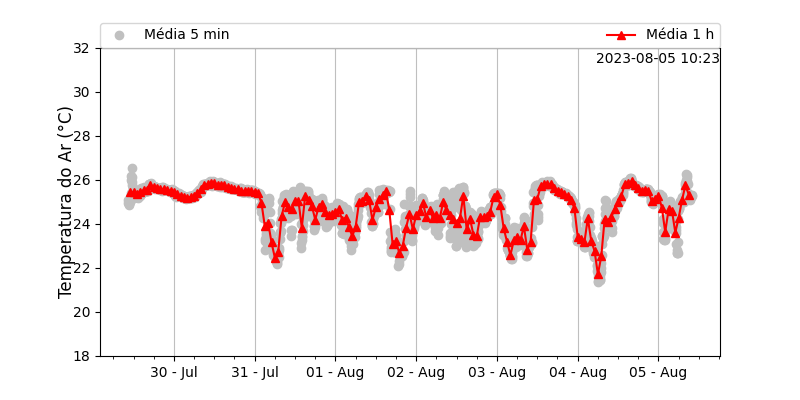 Média 5 min
Média 1 h
2023-08-05 10:23
Temperatura do Ar (°C)
32
30
28
26
24
22
20
18
30 - Jul
31 - Jul
01 - Aug
02 - Aug
03 - Aug
04 - Aug
05 - Aug